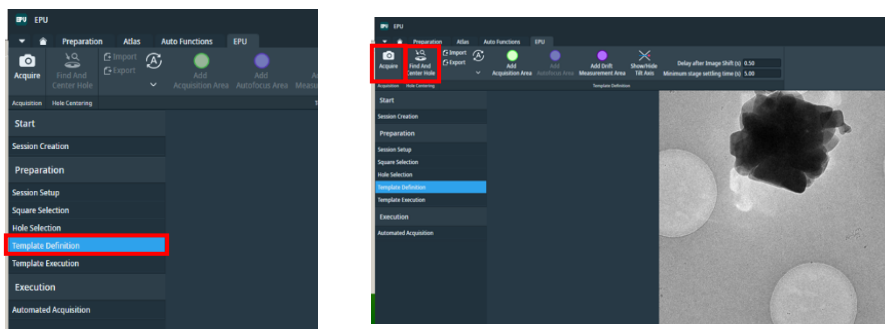 EPU EPU
Preparation Atlas Auto Functions EPU
Acquire
Find And
Center Hole
Import
Export
Add
Acquisition Area
Add
Autofocus Area
Acquisition Hole Centering
Start
Session Creation
Preparation
Session Setup
Square Selection
Hole Selection
Template Definition
Template Execution
Execution
Automated Acquisition
EPU EPU
Preparation Atlas Auto Functions EPU
Acquire
Find And
Center Hole
Import
Export
Add
Acquisition Area
Add
Autofocus Area
Add Drift
Measurement Area
Show/Hide
Tilt Axis
Delay after Image Shift (s) 0.50
Minimum stage settling time (s) 5.00
Acquisition Hole Centering Template Definition
Start
Session Creation
Preparation
Session Setup
Square Selection
Hole Selection
Template Definition
Template Execution
Execution
Automated Acquisition